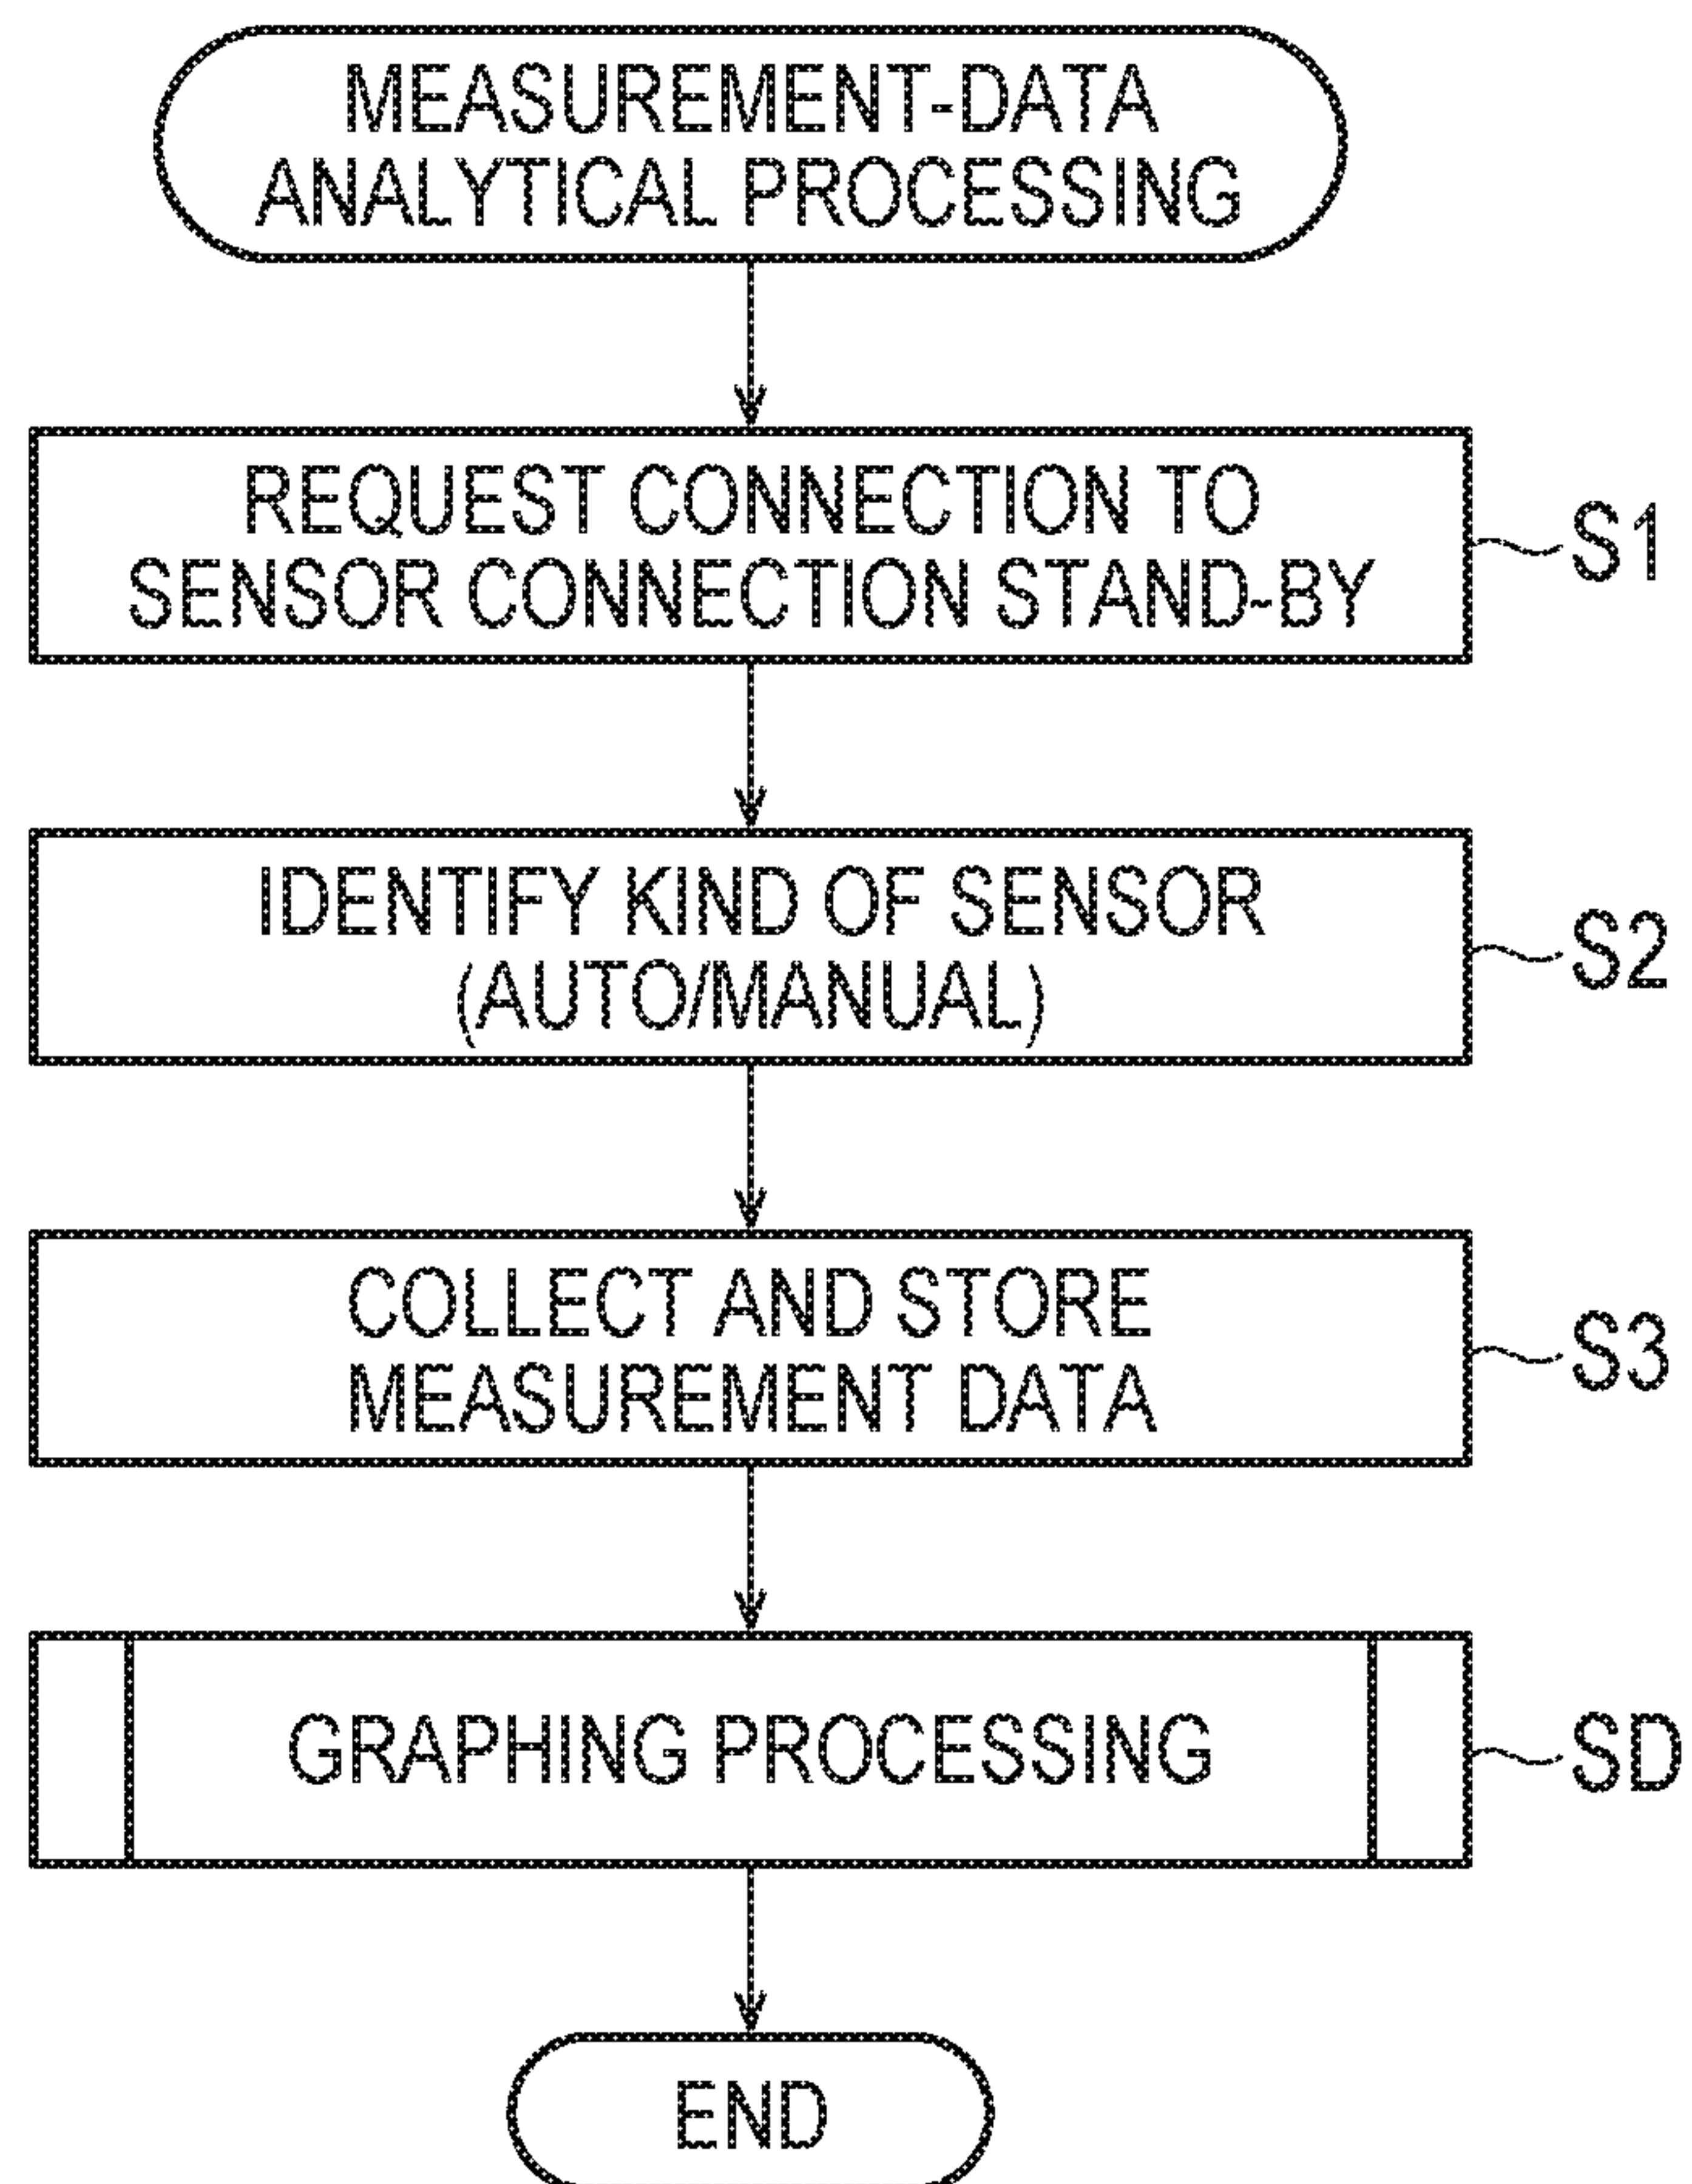 MEASUREMENT-DATA
ANALYTICAL PROCESSING
REQUEST CONNECTION TO
SENSOR CONNECTION STAND-BY
S1
IDENTIFY KIND OF SENSOR
(AUTO/MANUAL)
S2
COLLECT AND STORE
MEASUREMENT DATA
S3
GRAPHING PROCESSING
SD
END